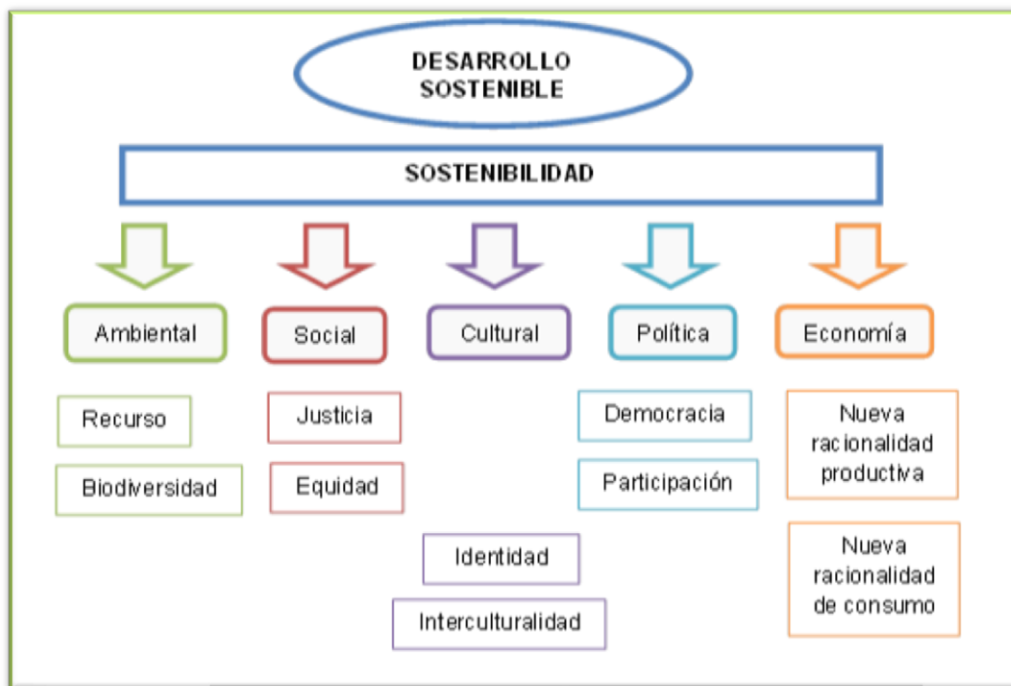 DESARROLLO
SOSTENIBLE
SOSTENIBILIDAD
Ambiental
Social
Cultural
Política
Economía
Recurso
Biodiversidad
Justicia
Equidad
Identidad
Interculturalidad
Democracia
Participación
Nueva
racionalidad
productiva
Nueva
racionalidad
de consumo